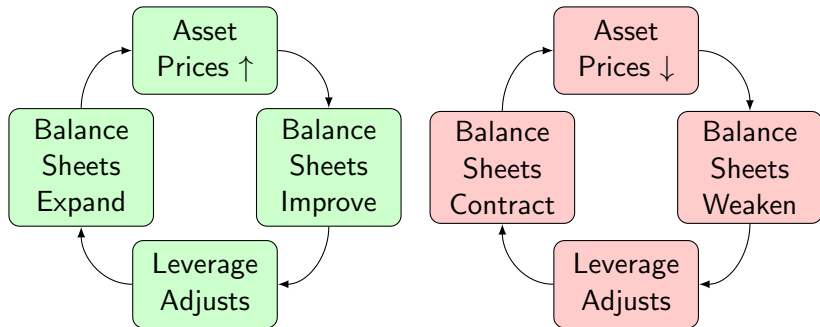 Asset
Prices ↑
Balance
Sheets
Expand
Balance
Sheets
Improve
Leverage
Adjusts
Asset
Prices ↓
Balance
Sheets
Contract
Balance
Sheets
Weaken
Leverage
Adjusts